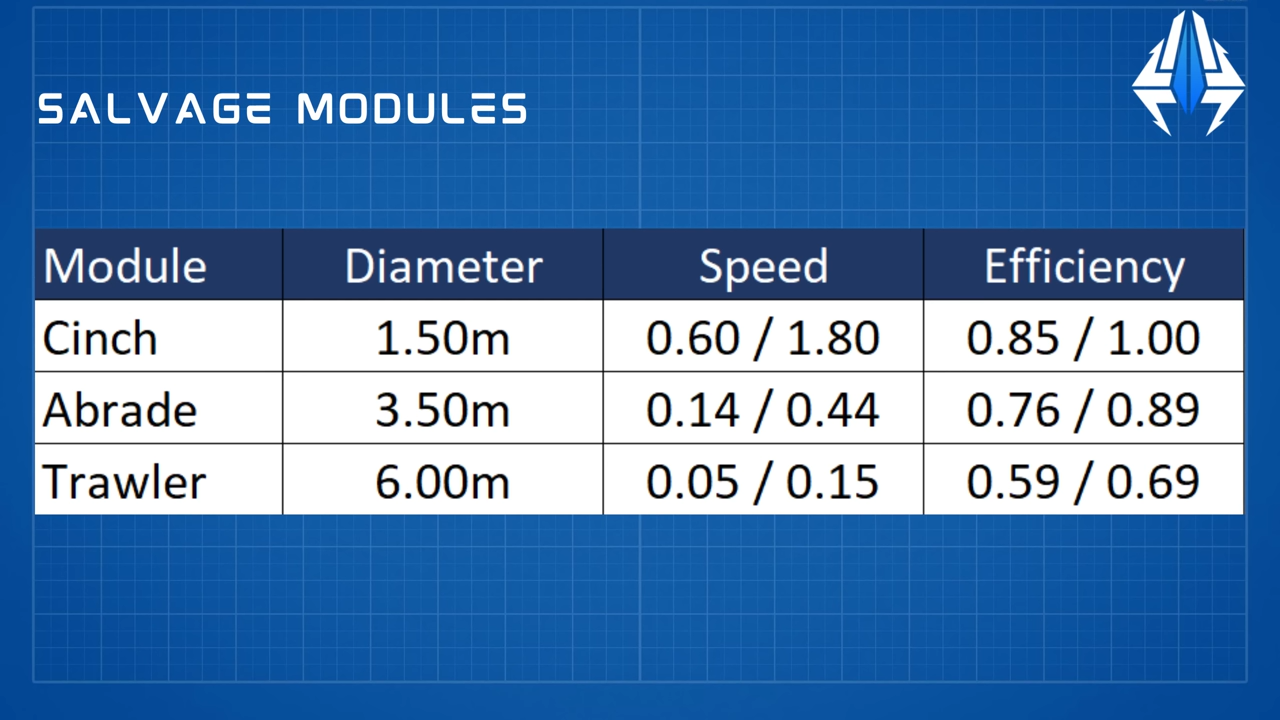 SALVAGE MODULES
Module Diameter Speed Efficiency
Cinch 1.50m 0.60 / 1.80 0.85 / 1.00
Abrade 3.50m 0.14 / 0.44 0.76 / 0.89
Trawler 6.00m 0.05 / 0.15 0.59 / 0.69